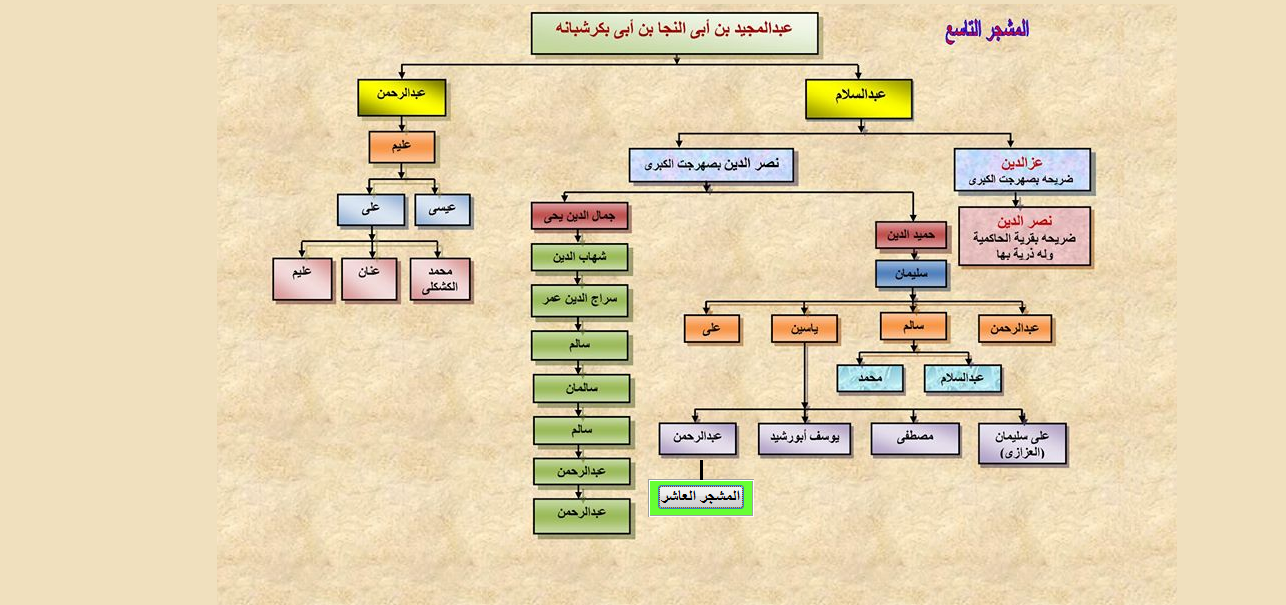 المشجر التاسع
عبدالمجيد بن أبى النجا بن أبى بكرشبانه
عبدالسلام
عبدالرحمن
عزالدين
ضريحه بصهرجت الكبرى
نصر الدين بصهرجت الكبرى
عليم
نصر الدين
ضريحه بقرية الحاكمية
وله ذرية بها
حميد الدين
جمال الدين يحى
عيسى
على
سليمان
شهاب الدين
محمد
الكشكلى
عنان
عليم
عبدالرحمن
سالم
ياسين
على
سراج الدين عمر
عبدالسلام
محمد
سالم
سالمان
على سليمان
(العزازى)
مصطفى
يوسف أبورشيد
عبدالرحمن
سالم
عبدالرحمن
المشجر العاشر
عبدالرحمن